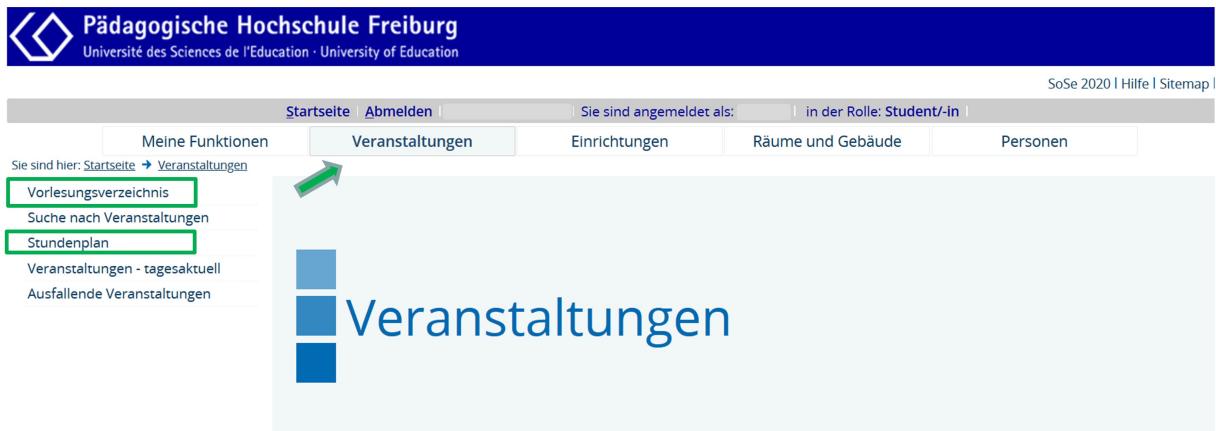 Pädagogische Hochschule Freiburg
Université des Sciences de l'Education · University of Education
SoSe 2020 | Hilfe | Sitemap |
Startseite | Abmelden | | Sie sind angemeldet als: | in der Rolle: Student/-in |
Meine Funktionen Veranstaltungen Einrichtungen Räume und Gebäude Personen
Sie sind hier: Startseite ➔ Veranstaltungen
Vorlesungsverzeichnis
Suche nach Veranstaltungen
Stundenplan
Veranstaltungen - tagesaktuell
Ausfallende Veranstaltungen
Veranstaltungen